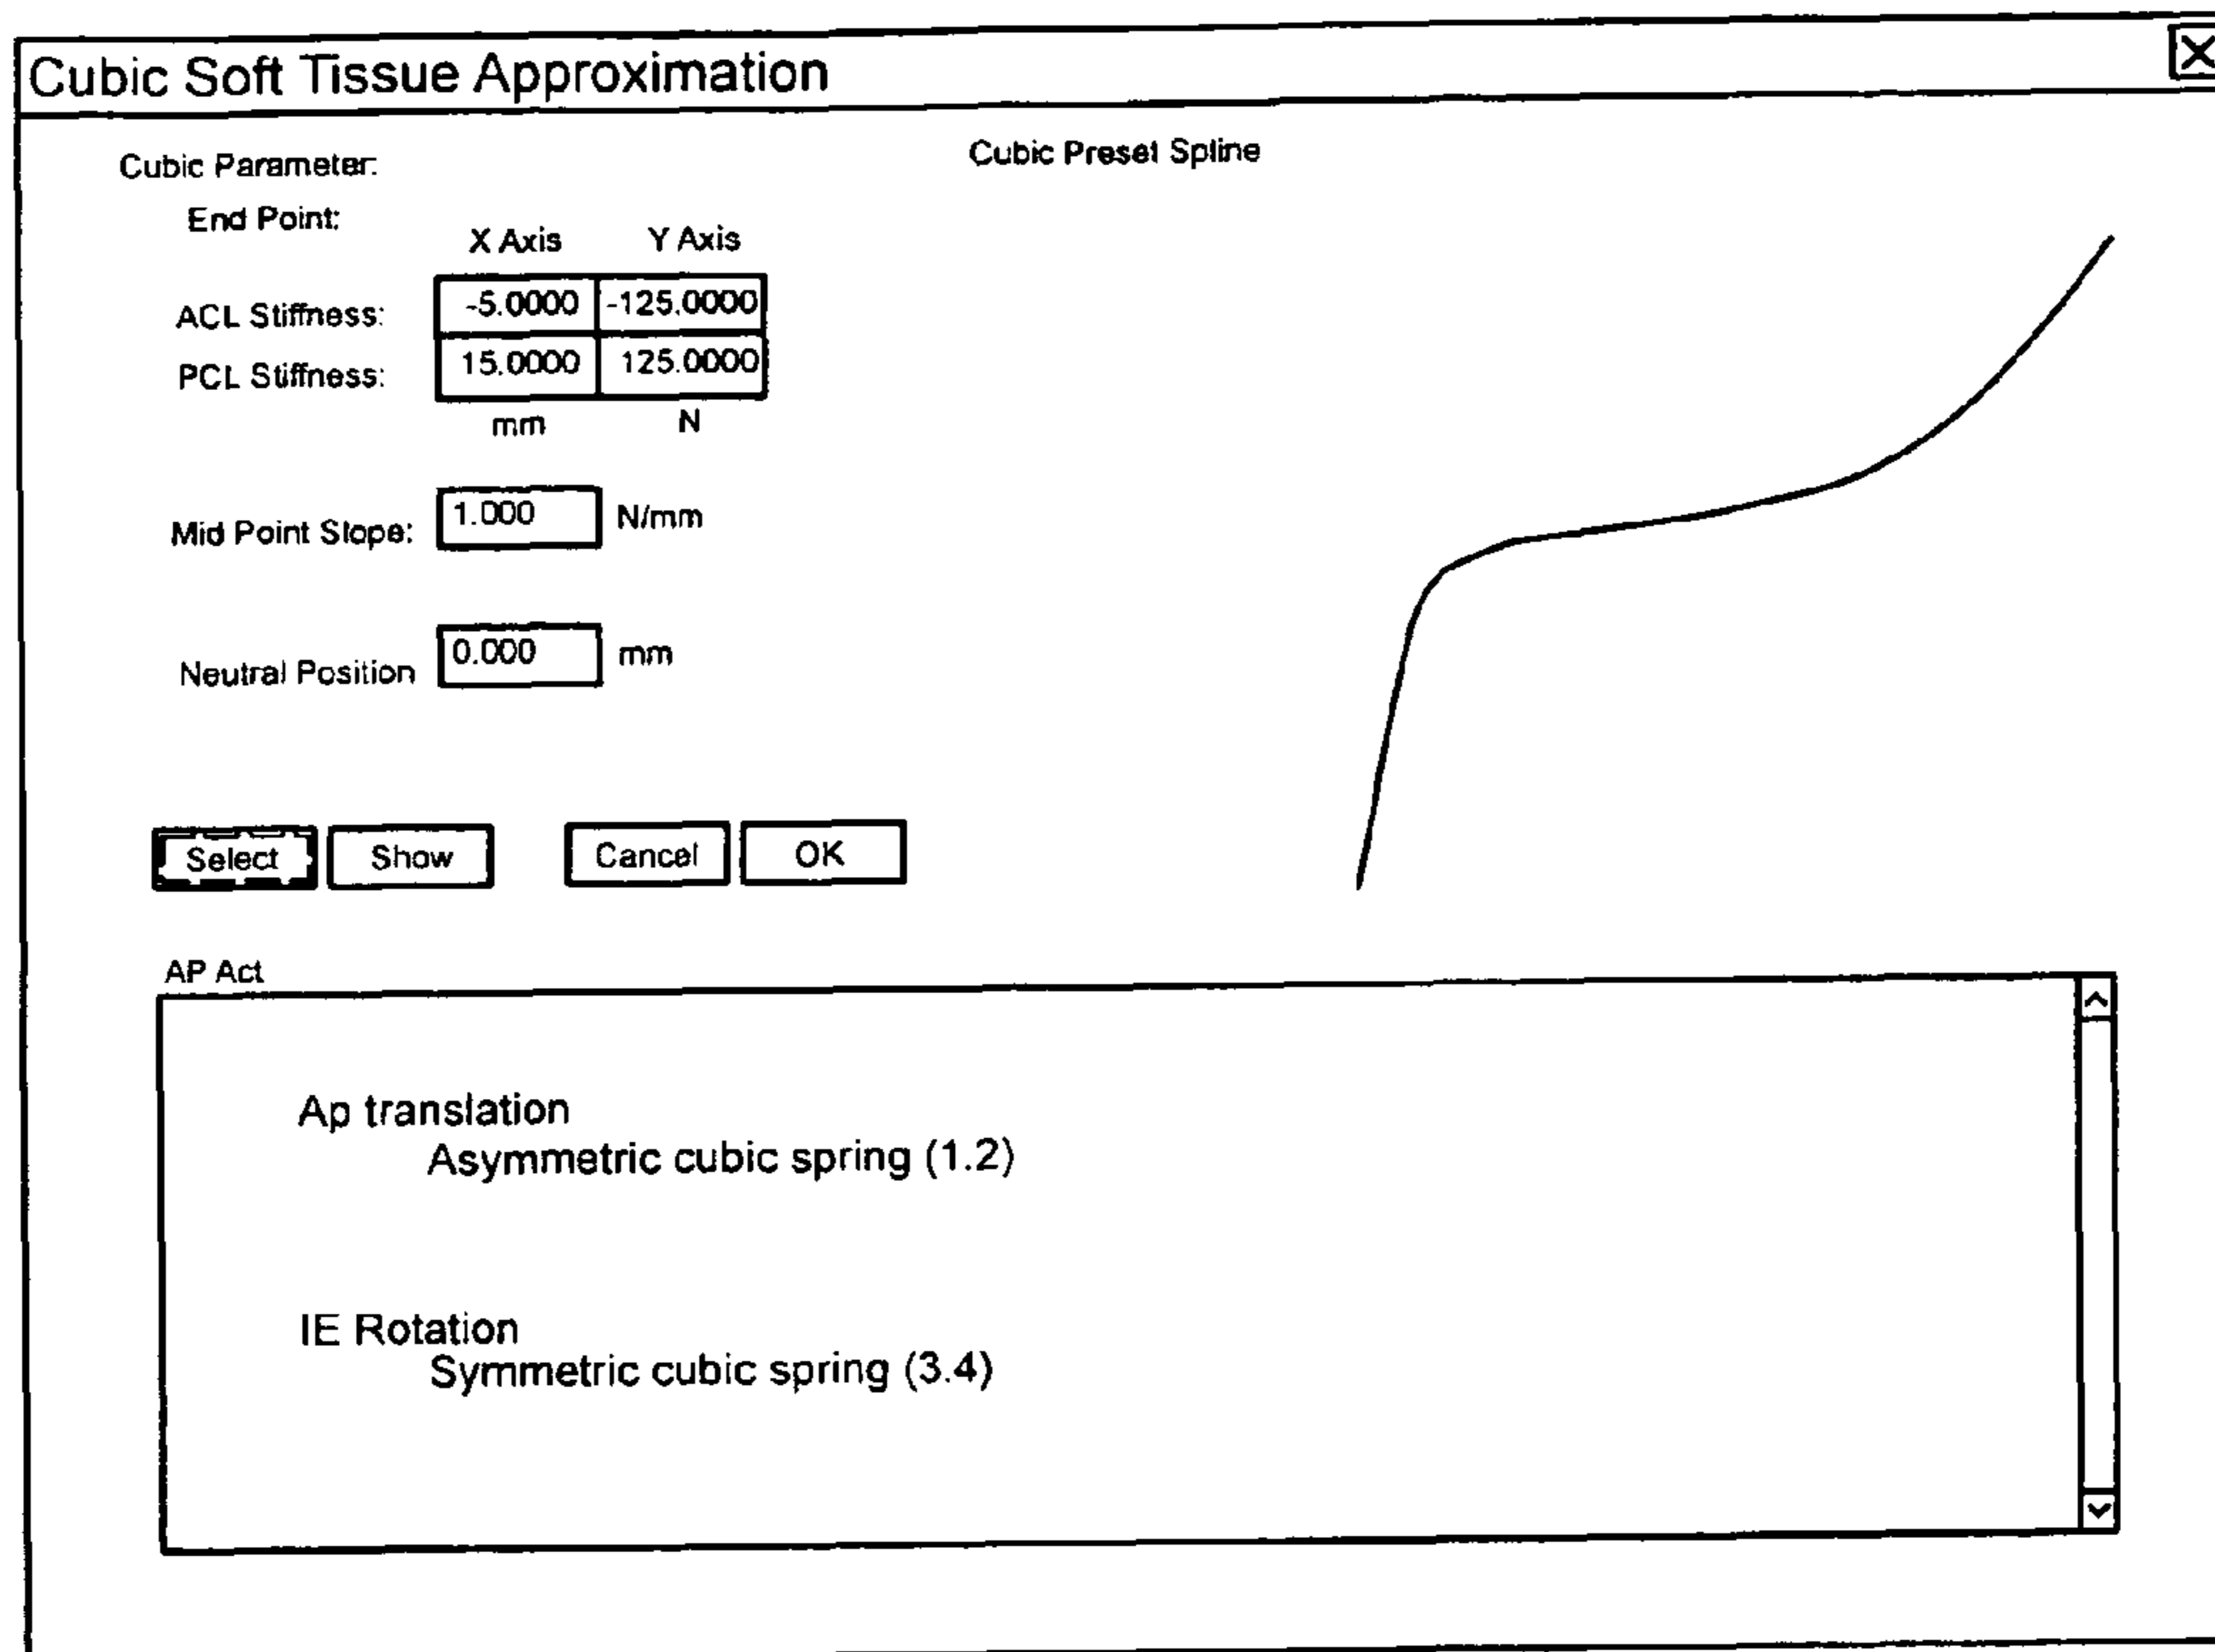 Cubic Soft Tissue Approximation
Cubic Parameter:
Cubic Preset Spline
End Point:
X Axis Y Axis
ACL Stiffness: -5.0000 -125.0000
PCL Stiffness: 15.0000 125.0000
mm N
Mid Point Slope: 1.000 N/mm
Neutral Position 0.000 mm
Select Show Cancel OK
AP Act
Ap translation
Asymmetric cubic spring (1.2)
IE Rotation
Symmetric cubic spring (3.4)